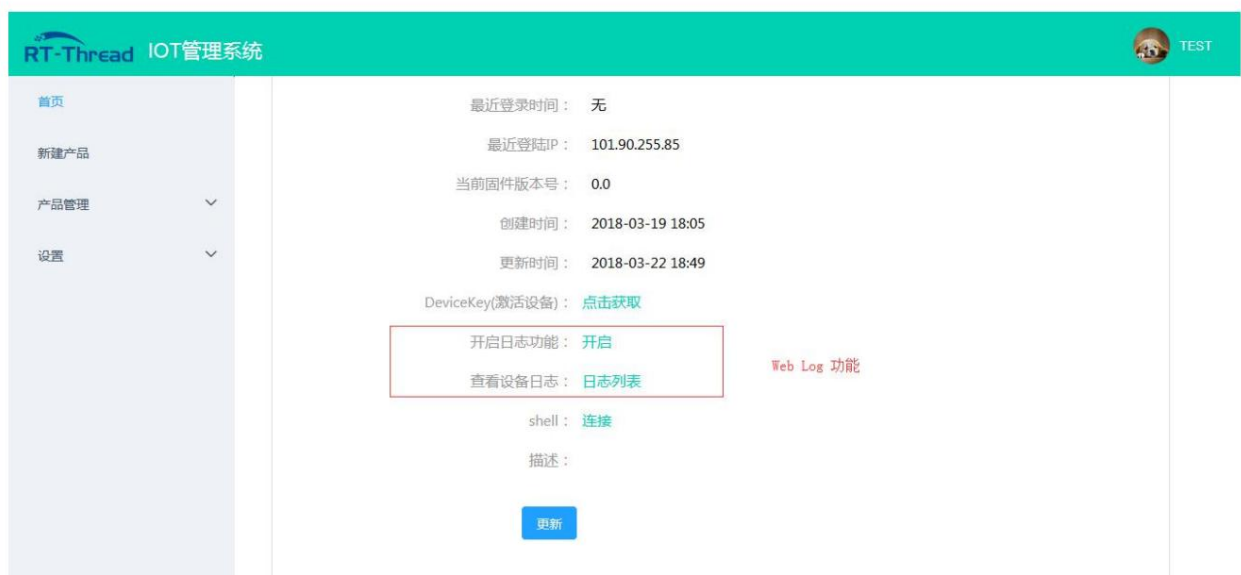 RT-Thread IOT管理系统 TEST
首页
新建产品
产品管理
设置
最近登录时间： 无
最近登陆IP： 101.90.255.85
当前固件版本号： 0.0
创建时间： 2018-03-19 18:05
更新时间： 2018-03-22 18:49
DeviceKey(激活设备)： 点击获取
开启日志功能： 开启
查看设备日志： 日志列表
Web Log 功能
shell： 连接
描述：
更新